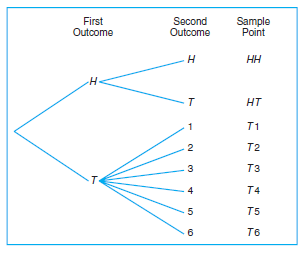 First Second Sample
Outcome Outcome Point
H HH
H
T HT
1 T1
2 T2
3 T3
T
4 T4
5 T5
6 T6